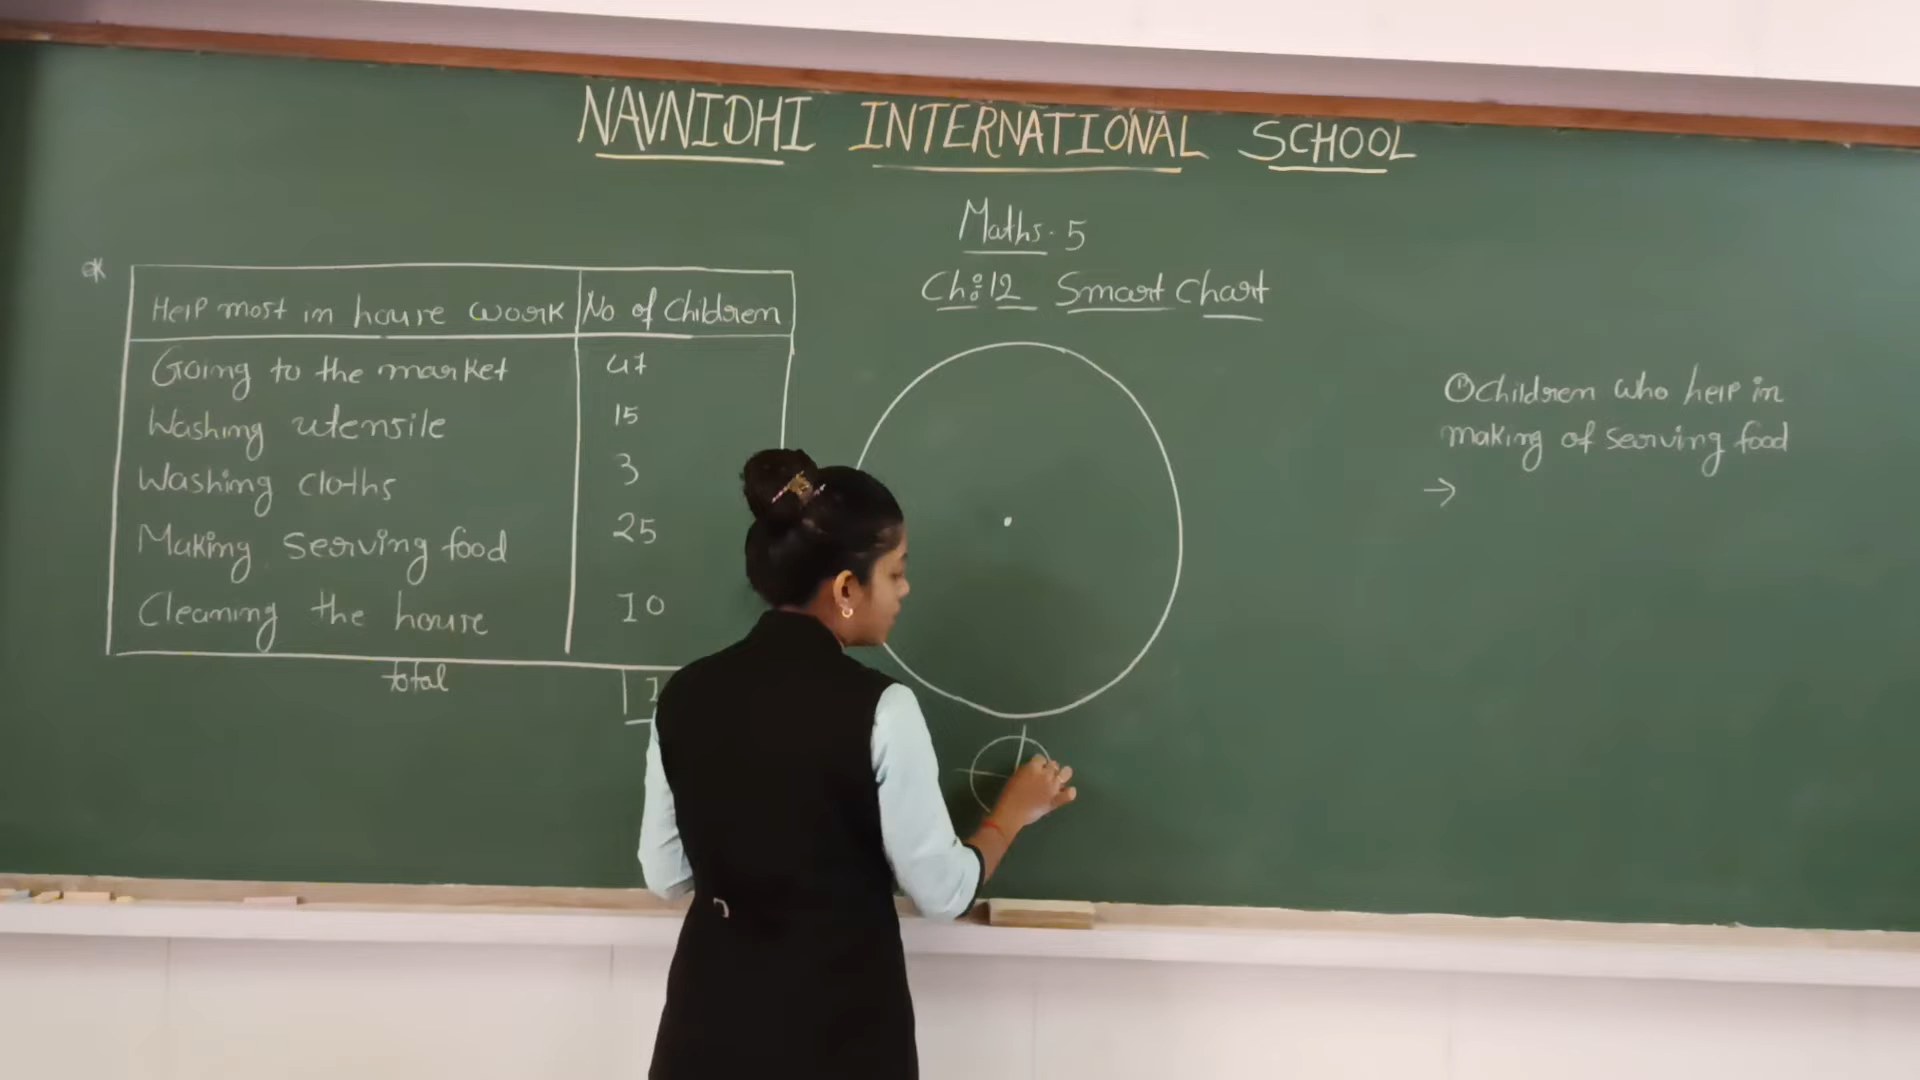 NAVNIDHI INTERNATIONAL SCHOOL
Maths. 5
Ch:12 Smart Chart
Help most in house work No of Children
Going to the market 47
Washing utensile 15
Washing cloths 3
Making serving food 25
Cleaning the house 10
total
① Children who help in
making of serving food
→